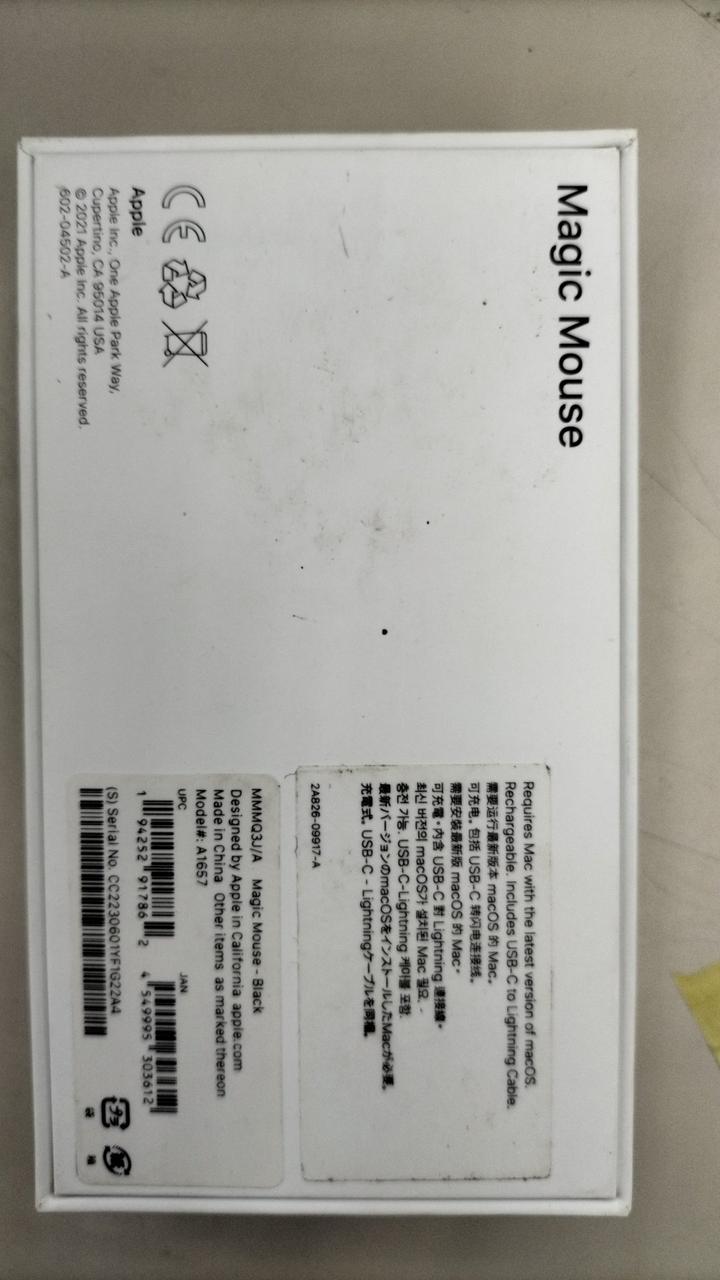 Magic Mouse
Requires Mac with the latest version of macOS.
Rechargeable. Includes USB-C to Lightning Cable.
需要运行最新版本 macOS 的 Mac。
可充电。包括 USB-C 转闪电连接线。
需要安裝最新版 macOS 的 Mac。
可充電。內含 USB-C 對 Lightning 連接線。
최신 버전의 macOS가 설치된 Mac 필요.
충전 가능. USB-C-Lightning 케이블 포함.
最新バージョンのmacOSをインストールしたMacが必要。
充電式。USB-C - Lightningケーブルを同梱。
2A826-09917-A
CE
Apple
Apple Inc., One Apple Park Way,
Cupertino, CA 95014 USA
© 2021 Apple Inc. All rights reserved.
602-04502-A
MMMQ3J/A Magic Mouse - Black
Designed by Apple in California apple.com
Made in China Other items as marked thereon
Model#: A1657
UPC JAN
1 94252 91786 2 4 549995 303612
(S) Serial No. CC2230601YF1G22A4
プラ 紙
袋 箱